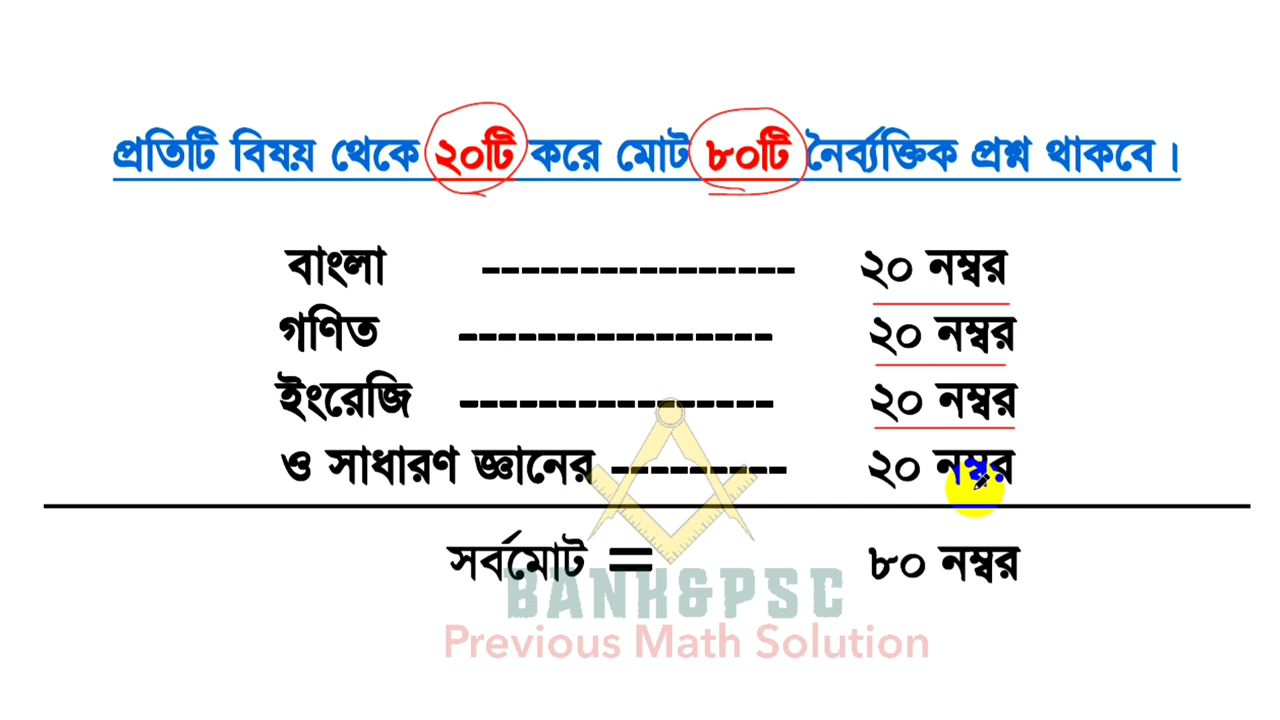 প্রতিটি বিষয় থেকে ২০টি করে মোট ৮০টি নৈর্ব্যক্তিক প্রশ্ন থাকবে।
বাংলা ---------------- ২০ নম্বর
গণিত ---------------- ২০ নম্বর
ইংরেজি ---------------- ২০ নম্বর
ও সাধারণ জ্ঞানের --------- ২০ নম্বর
সর্বমোট = ৮০ নম্বর
BANK&PSC
Previous Math Solution